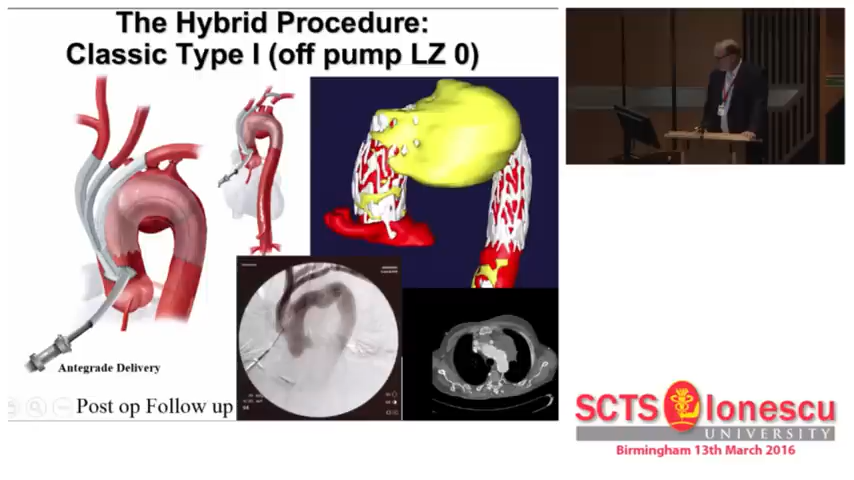 The Hybrid Procedure:
Classic Type I (off pump LZ 0)
Antegrade Delivery
Post op Follow up
SCTS Ionescu
UNIVERSITY
Birmingham 13th March 2016